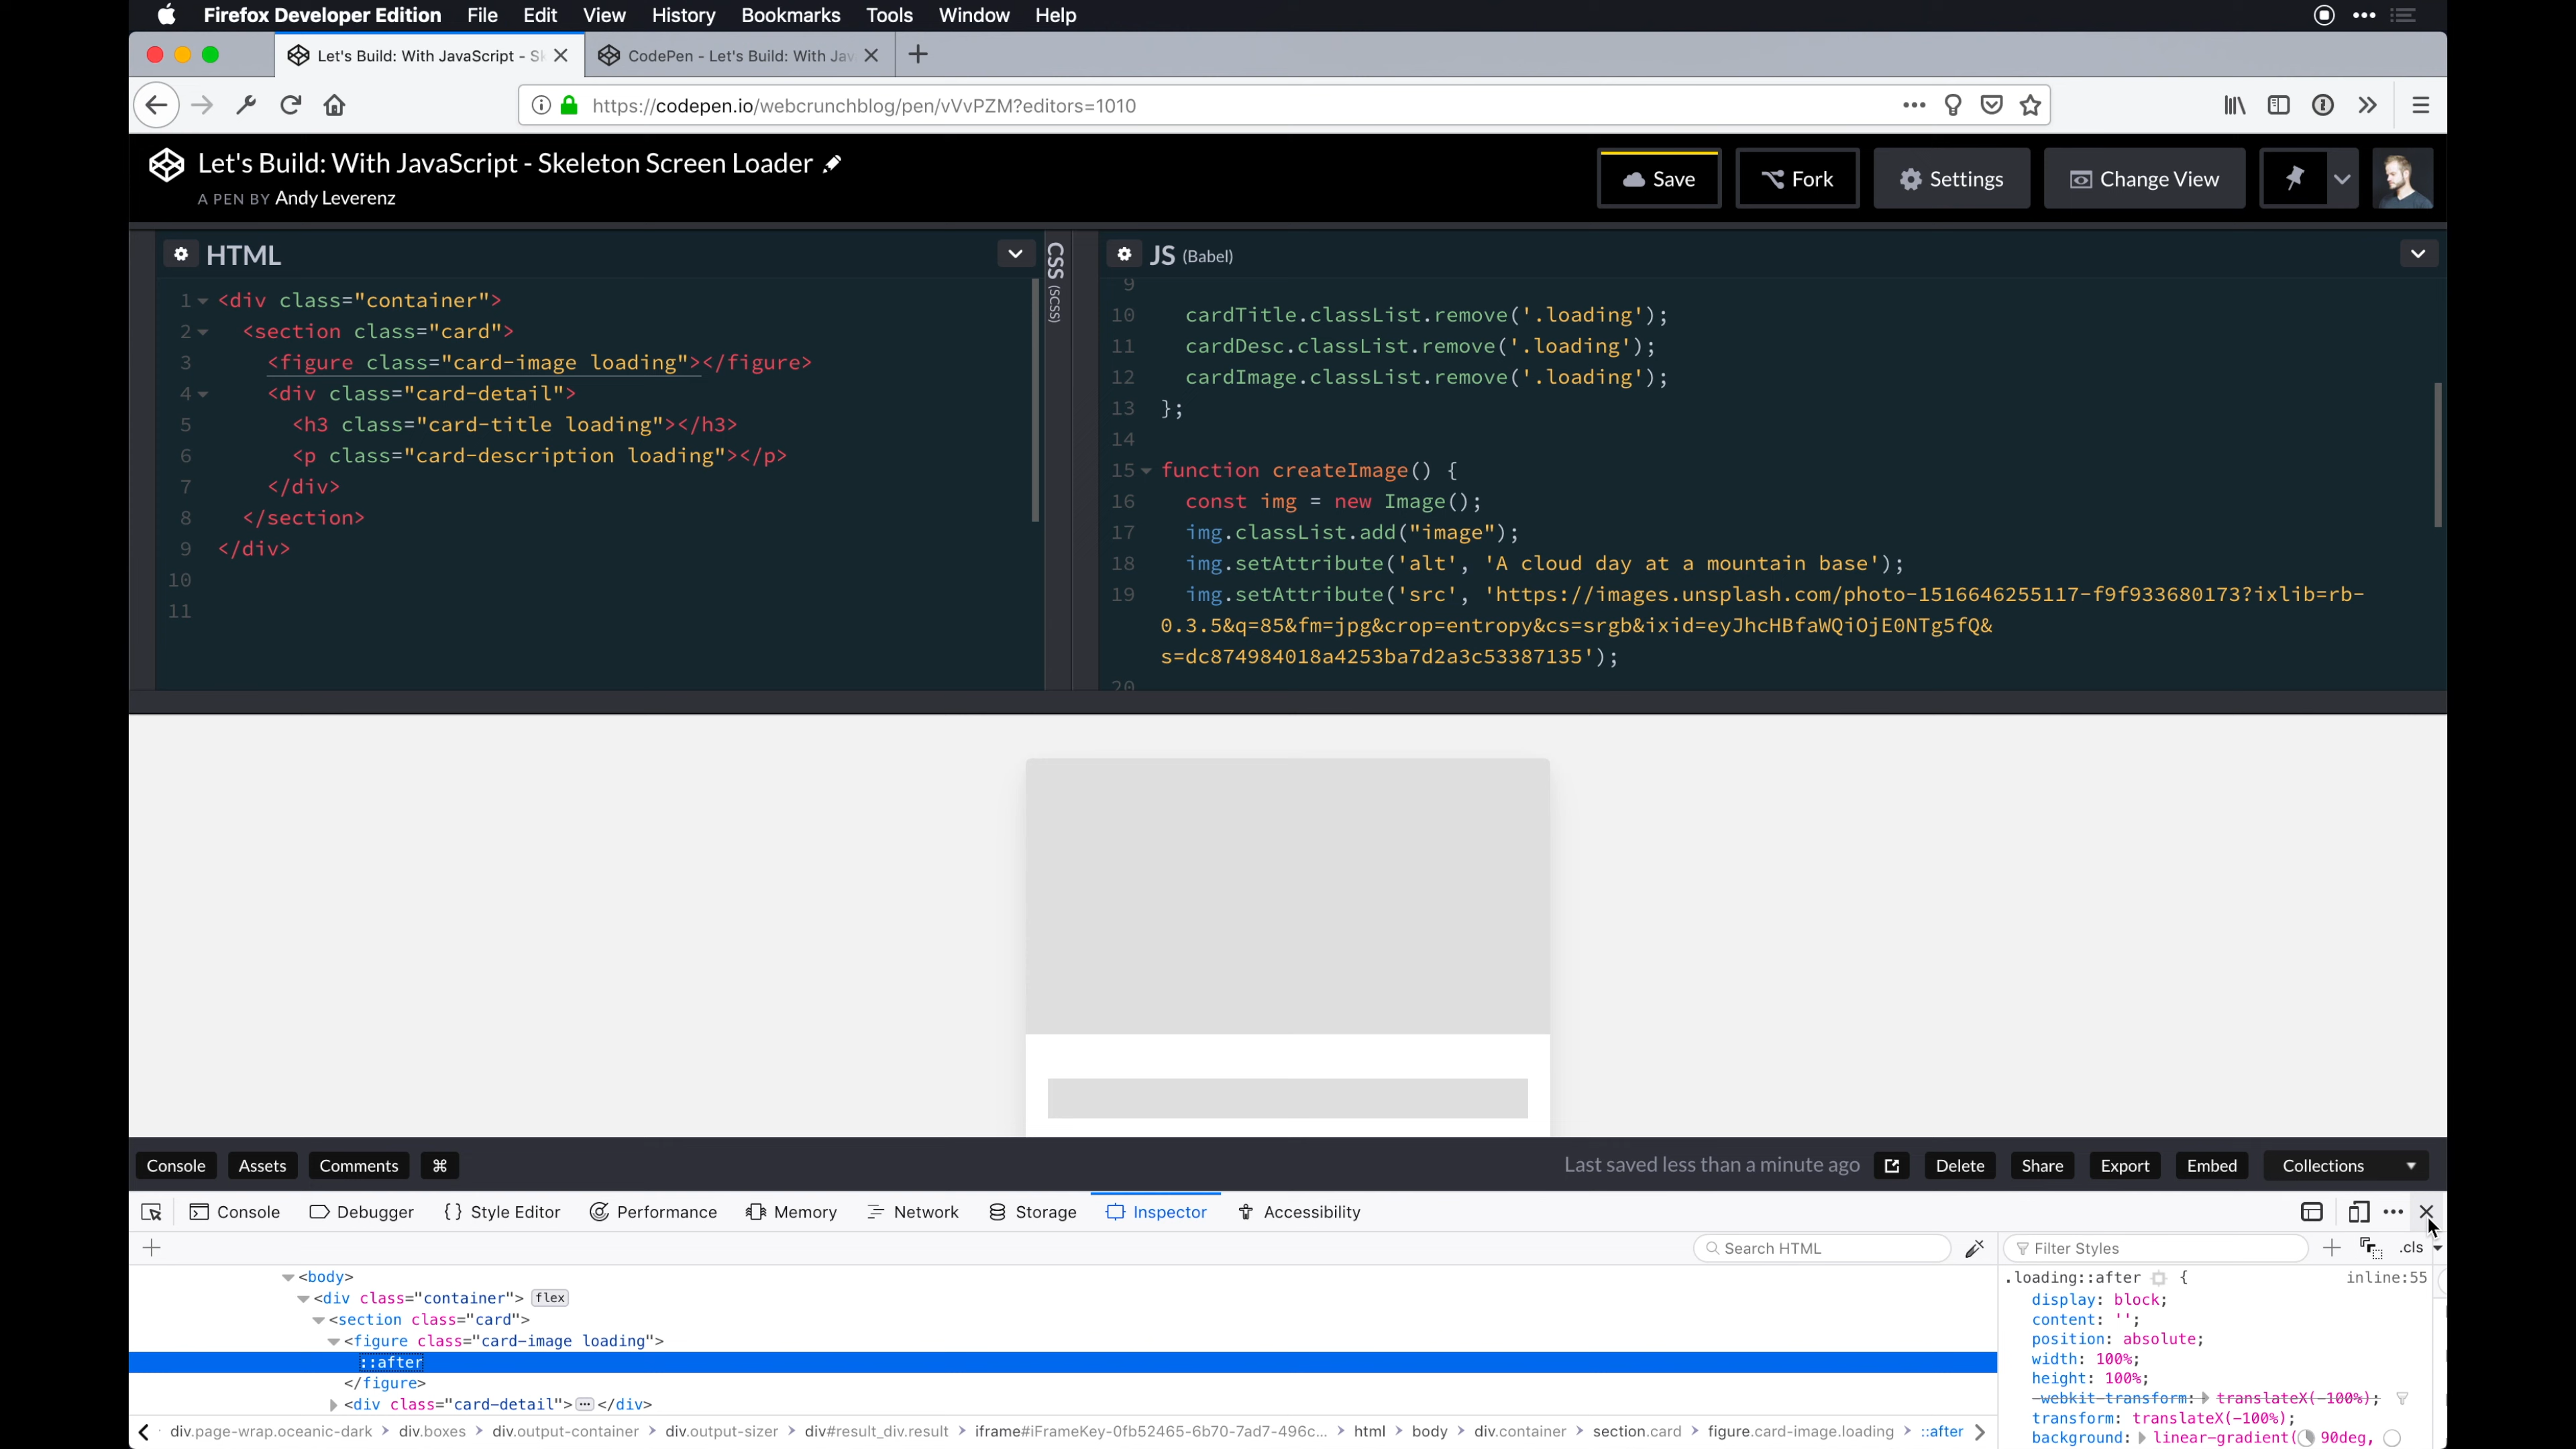 Firefox Developer Edition File Edit View History Bookmarks Tools Window Help
Let's Build: With JavaScript - Sk
CodePen - Let's Build: With Jav
https://codepen.io/webcrunchblog/pen/vVvPZM?editors=1010
Let's Build: With JavaScript - Skeleton Screen Loader
A PEN BY Andy Leverenz
Save Fork Settings Change View
HTML
1 <div class="container">
2 <section class="card">
3 <figure class="card-image loading"></figure>
4 <div class="card-detail">
5 <h3 class="card-title loading"></h3>
6 <p class="card-description loading"></p>
7 </div>
8 </section>
9 </div>
10
11
CSS (SCSS)
JS (Babel)
9
10 cardTitle.classList.remove('.loading');
11 cardDesc.classList.remove('.loading');
12 cardImage.classList.remove('.loading');
13 };
14
15 function createImage() {
16 const img = new Image();
17 img.classList.add("image");
18 img.setAttribute('alt', 'A cloud day at a mountain base');
19 img.setAttribute('src', 'https://images.unsplash.com/photo-1516646255117-f9f933680173?ixlib=rb-
0.3.5&q=85&fm=jpg&crop=entropy&cs=srgb&ixid=eyJhcHBfaWQiOjE0NTg5fQ&
s=dc874984018a4253ba7d2a3c53387135');
20
Console Assets Comments ⌘
Last saved less than a minute ago Delete Share Export Embed Collections
Console Debugger Style Editor Performance Memory Network Storage Inspector Accessibility
Search HTML
Filter Styles .cls
<body>
<div class="container"> flex
<section class="card">
<figure class="card-image loading">
::after
</figure>
<div class="card-detail"></div>
.loading::after { inline:55
display: block;
content: '';
position: absolute;
width: 100%;
height: 100%;
-webkit-transform: translateX(-100%);
transform: translateX(-100%);
background: linear-gradient( 90deg,
div.page-wrap.oceanic-dark div.boxes div.output-container div.output-sizer div#result_div.result iframe#iFrameKey-0fb52465-6b70-7ad7-496c... html body div.container section.card figure.card-image.loading ::after